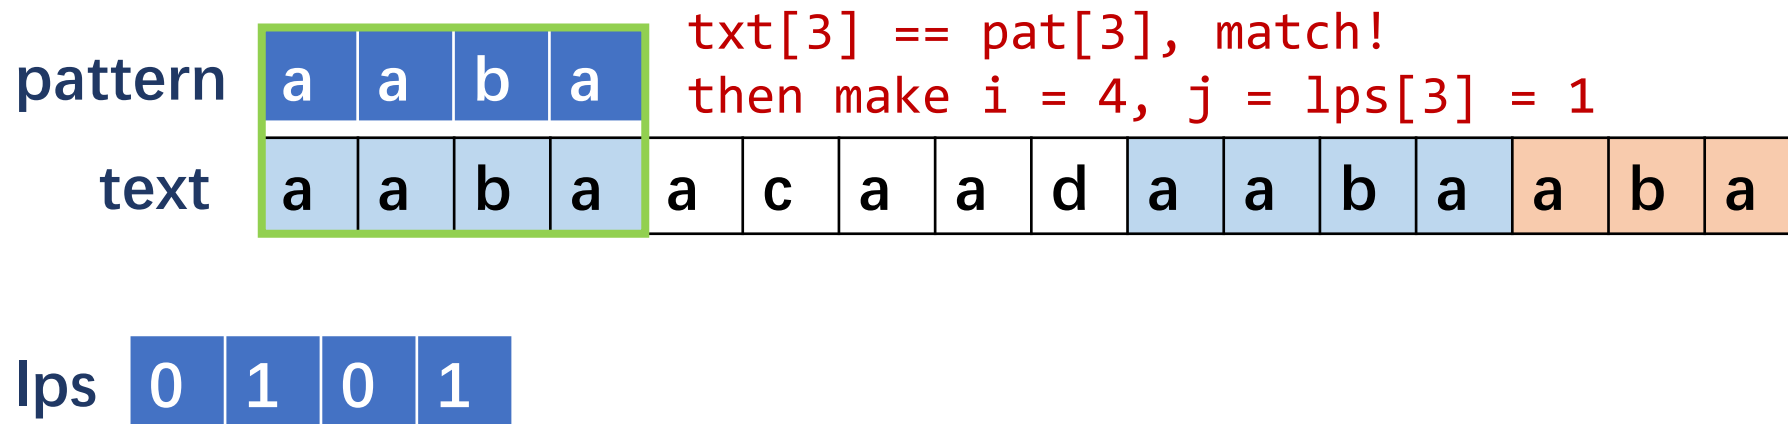 txt[3] == pat[3], match!
pattern a a b a
then make i = 4, j = lps[3] = 1
text a a b a a c a a d a a b a a b a
lps 0 1 0 1